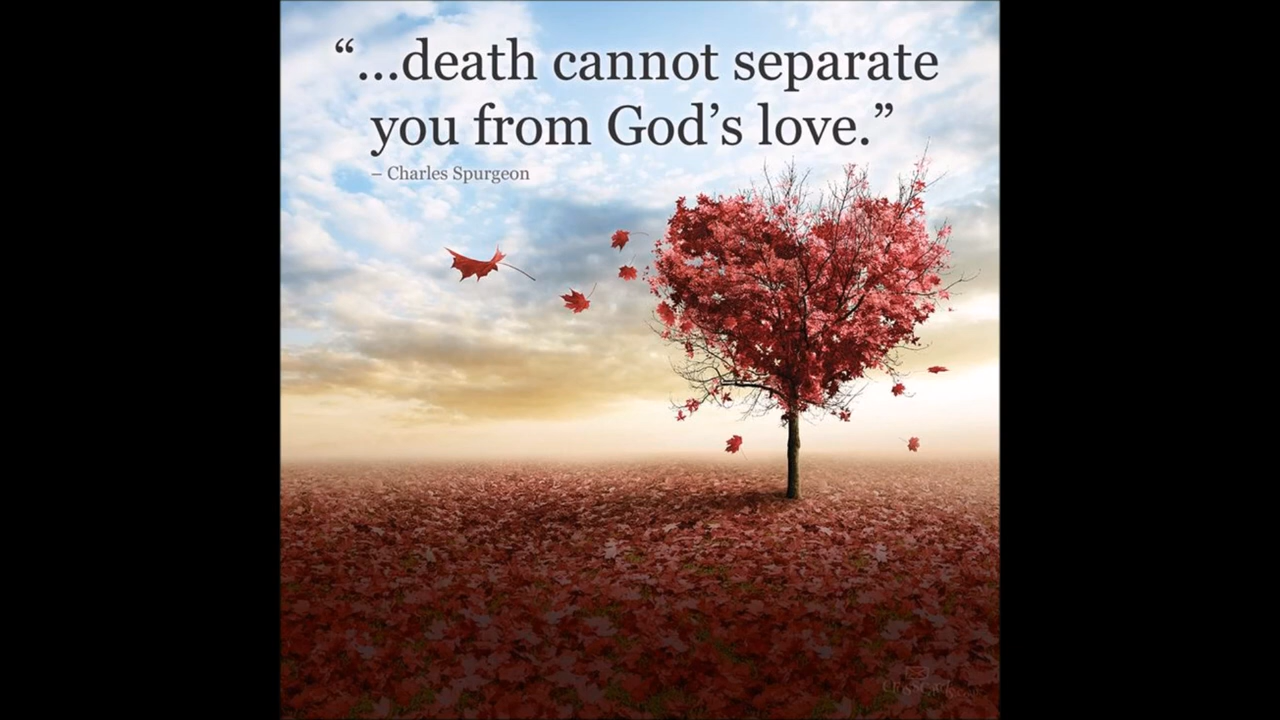 “...death cannot separate
you from God’s love.”
– Charles Spurgeon